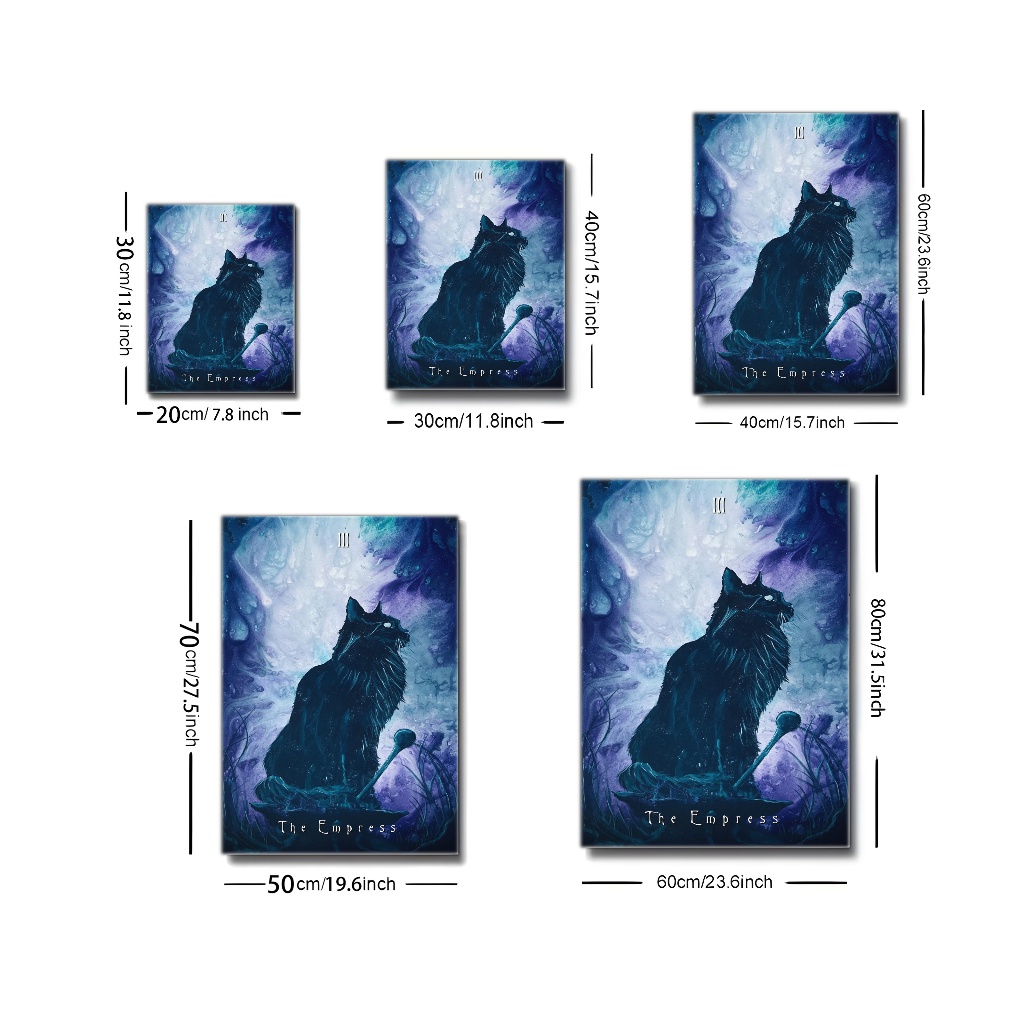 III
The Empress
30cm/11.8 inch
20cm/ 7.8 inch
III
The Empress
40cm/15.7inch
30cm/11.8inch
III
The Empress
60cm/23.6inch
40cm/15.7inch
III
The Empress
70cm/27.5inch
50cm/19.6inch
III
The Empress
80cm/31.5inch
60cm/23.6inch